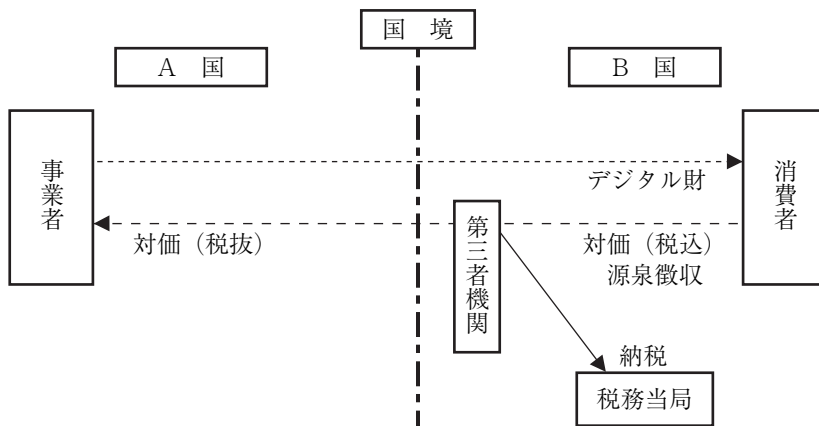 国 境
A 国
B 国
事業者
消費者
デジタル財
対価（税抜）
第三者機関
対価（税込）
源泉徴収
納税
税務当局